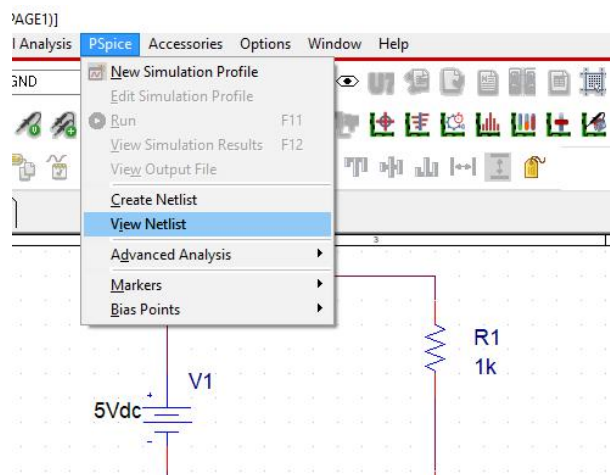 PAGE1)]
l Analysis PSpice Accessories Options Window Help
GND
New Simulation Profile
Edit Simulation Profile
Run F11
View Simulation Results F12
View Output File
Create Netlist
View Netlist
Advanced Analysis
Markers
Bias Points
3
R1
1k
V1
5Vdc